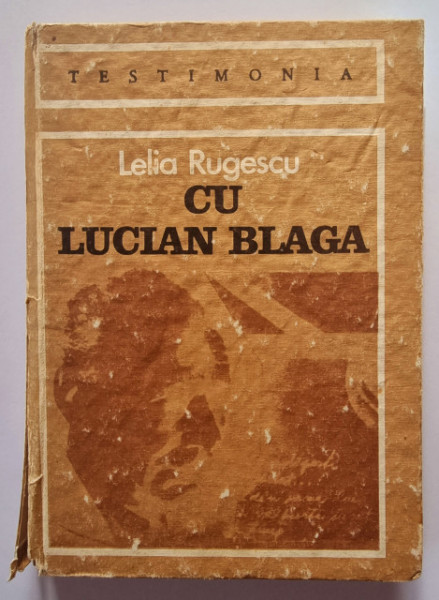 TESTIMONIA
Lelia Rugescu
CU
LUCIAN BLAGA